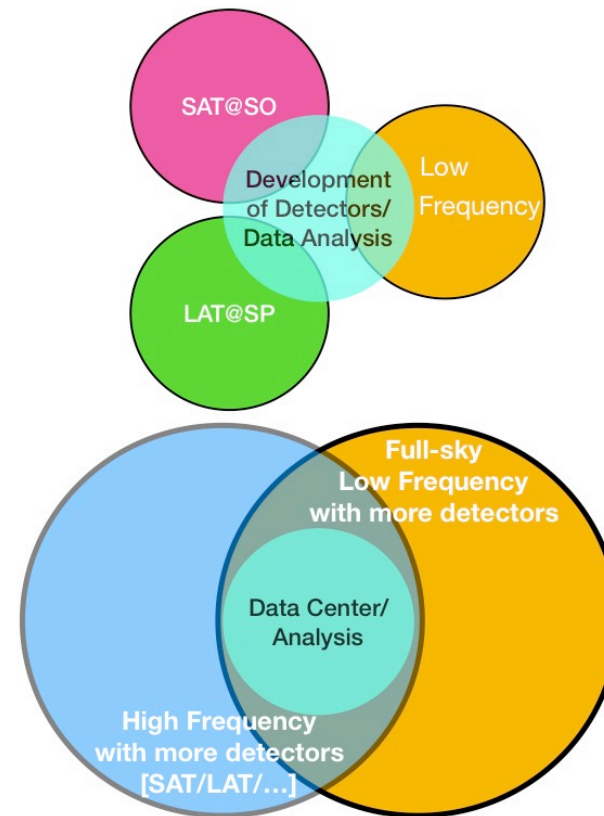 SAT@SO
Development
of Detectors/
Data Analysis
Low
Frequency
LAT@SP
Full-sky
Low Frequency
with more detectors
Data Center/
Analysis
High Frequency
with more detectors
[SAT/LAT/…]